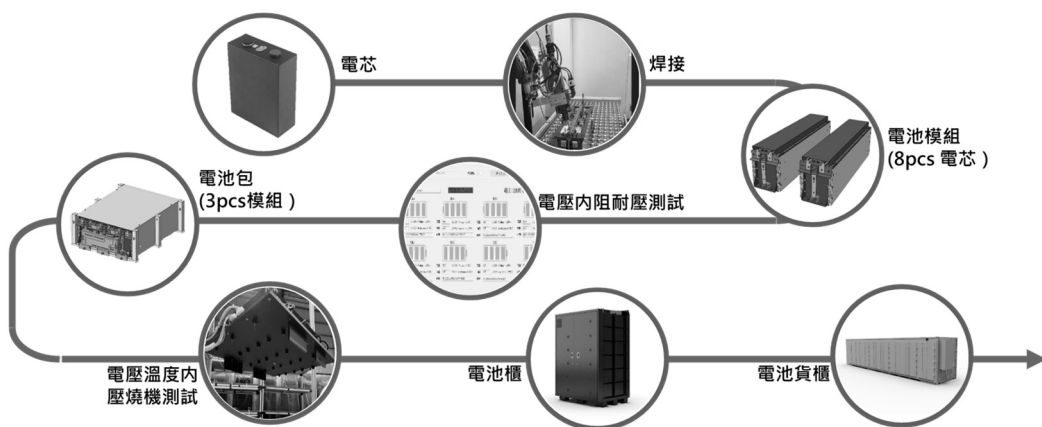 電芯
焊接
電池模組
(8pcs 電芯）
電壓內阻耐壓測試
電池包
(3pcs模組）
電壓溫度內
壓燒機測試
電池櫃
電池貨櫃